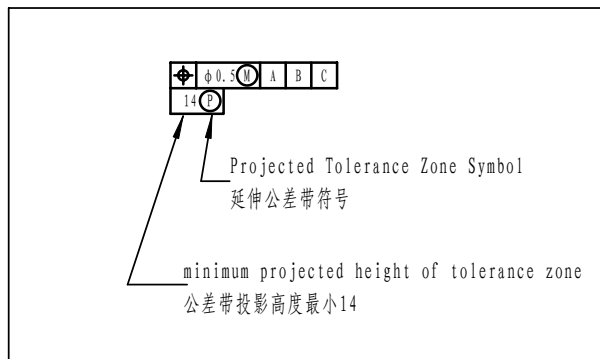 ⌖ φ0.5Ⓜ A B C
14Ⓟ
Projected Tolerance Zone Symbol
延伸公差带符号
minimum projected height of tolerance zone
公差带投影高度最小14